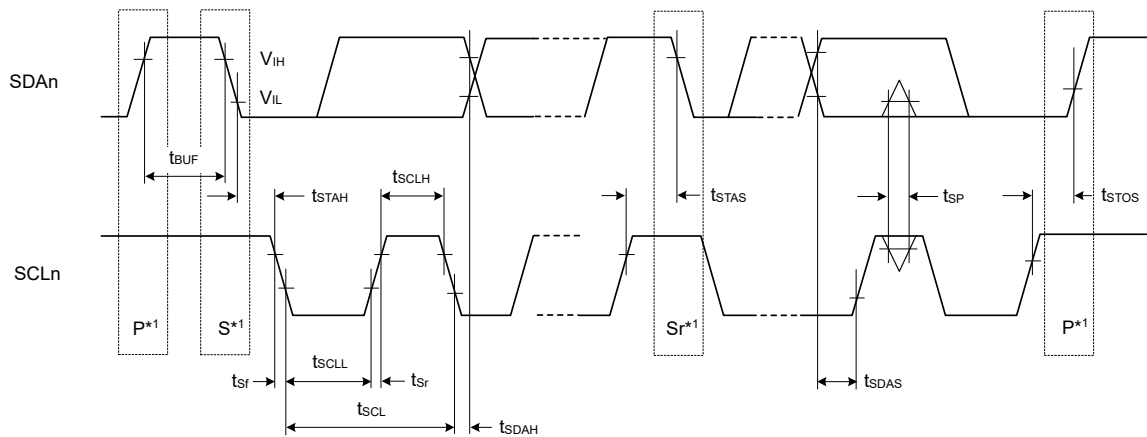 SDAn
VIH
VIL
tBUF
tSTAH
tSCLH
tSTAS
tSP
tSTOS
SCLn
P*1
S*1
Sr*1
P*1
tSf
tSCLL
tSr
tSCL
tSDAH
tSDAS